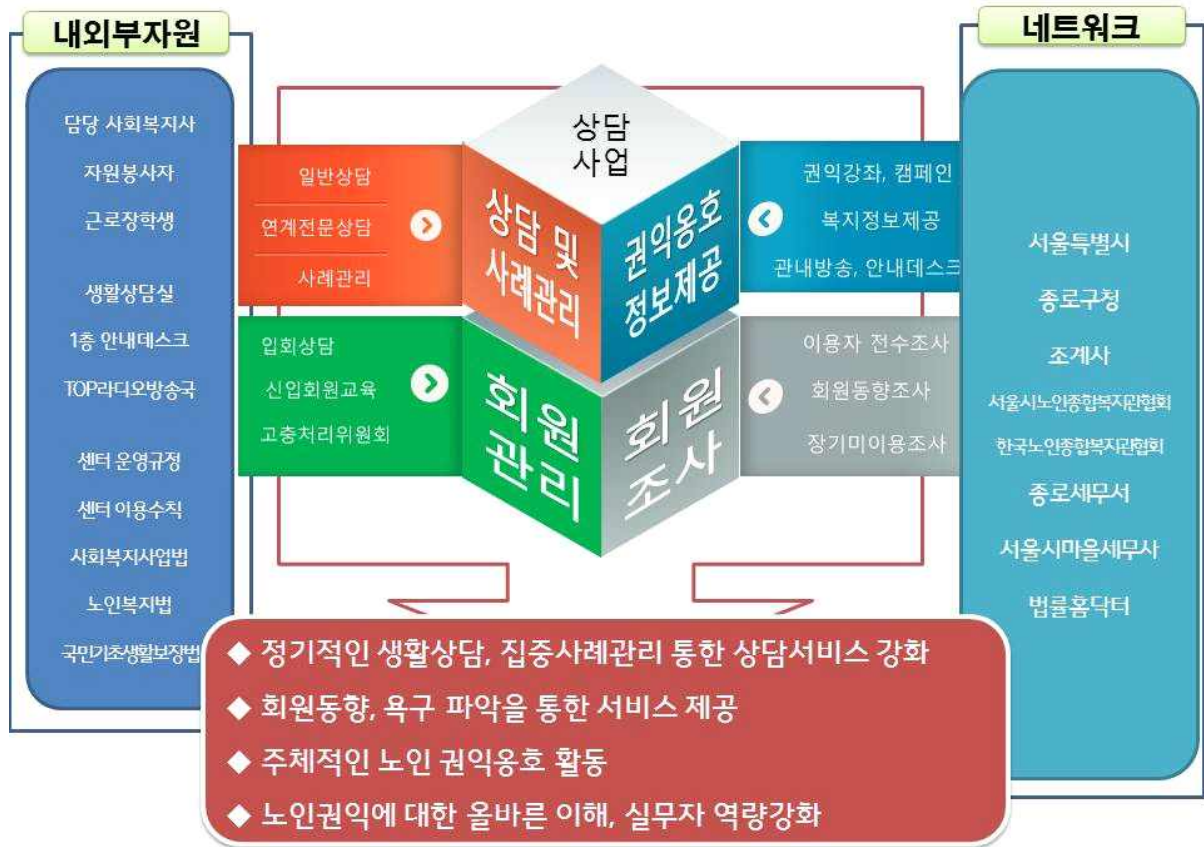 내외부자원
담당 사회복지사
자원봉사자
근로장학생
생활상담실
1층 안내데스크
TOP라디오방송국
센터 운영규정
센터 이용수칙
사회복지사업법
노인복지법
국민기초생활보장법
상담
사업
일반상담
연계전문상담
사례관리
상담 및
사례관리
권익옹호
정보제공
권익강좌, 캠페인
복지정보제공
관내방송, 안내데스크
입회상담
신입회원교육
고충처리위원회
회원
관리
회원
조사
이용자 전수조사
회원동향조사
장기미이용조사
네트워크
서울특별시
종로구청
조계사
서울시노인종합복지관협회
한국노인종합복지관협회
종로세무서
서울시마을세무사
법률홈닥터
◆ 정기적인 생활상담, 집중사례관리 통한 상담서비스 강화
◆ 회원동향, 욕구 파악을 통한 서비스 제공
◆ 주체적인 노인 권익옹호 활동
◆ 노인권익에 대한 올바른 이해, 실무자 역량강화